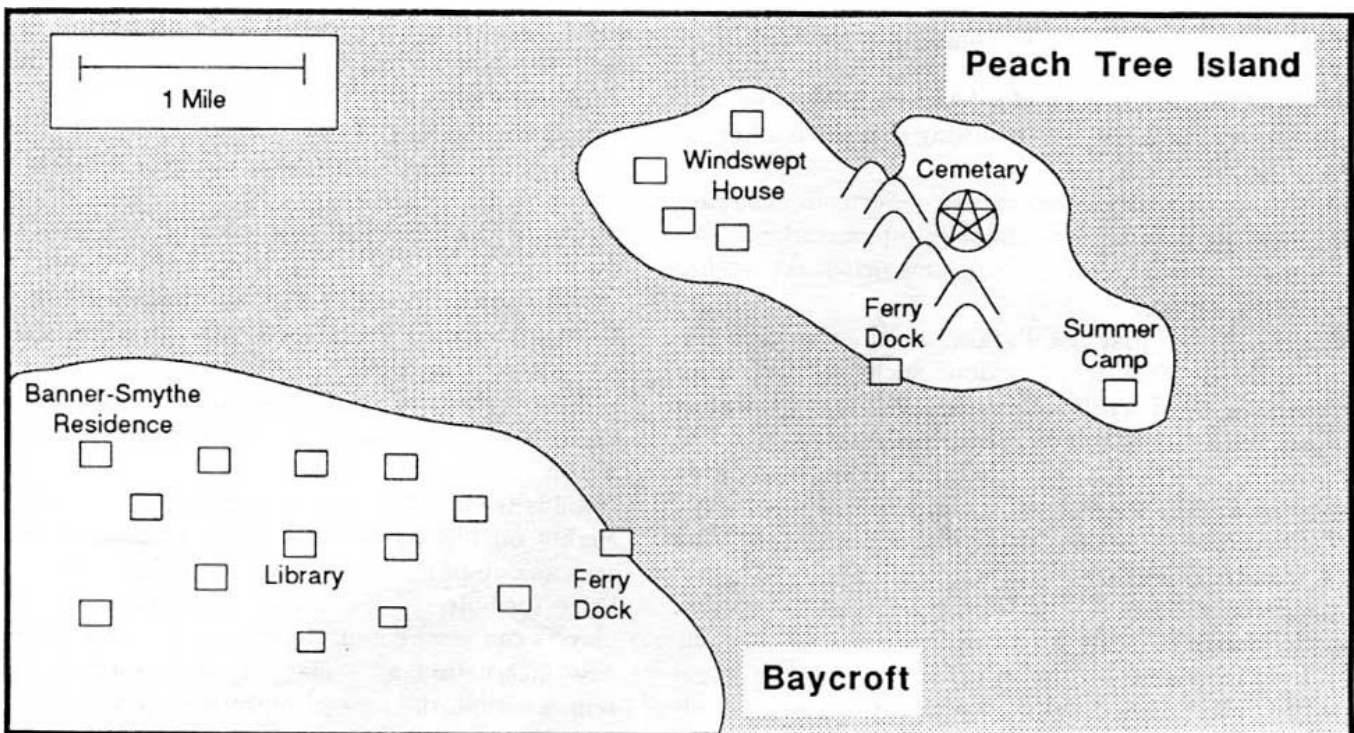 1 Mile
Peach Tree Island
Windswept
House
Cemetary
Ferry
Dock
Summer
Camp
Banner-Smythe
Residence
Library
Ferry
Dock
Baycroft